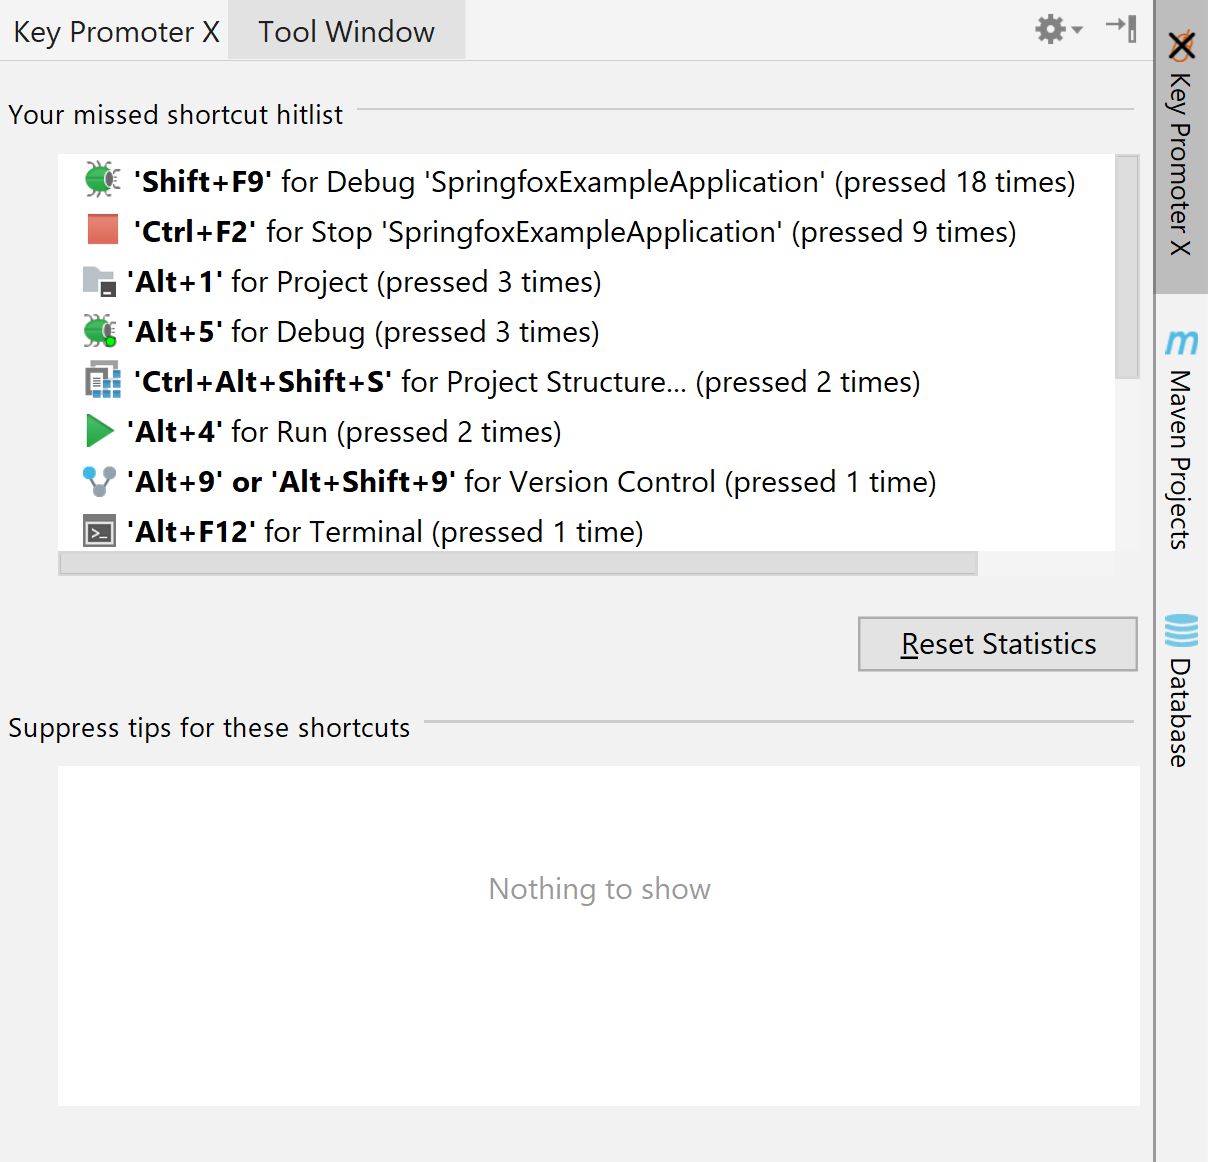 Key Promoter X Tool Window
Your missed shortcut hitlist
'Shift+F9' for Debug 'SpringfoxExampleApplication' (pressed 18 times)
'Ctrl+F2' for Stop 'SpringfoxExampleApplication' (pressed 9 times)
'Alt+1' for Project (pressed 3 times)
'Alt+5' for Debug (pressed 3 times)
'Ctrl+Alt+Shift+S' for Project Structure... (pressed 2 times)
'Alt+4' for Run (pressed 2 times)
'Alt+9' or 'Alt+Shift+9' for Version Control (pressed 1 time)
'Alt+F12' for Terminal (pressed 1 time)
Reset Statistics
Suppress tips for these shortcuts
Nothing to show
Key Promoter X
Maven Projects
Database